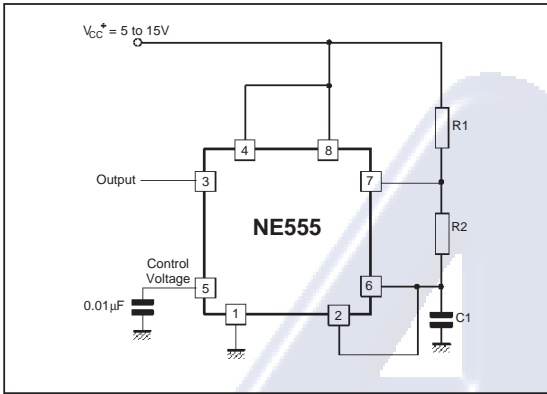 V_CC^+ = 5 to 15V
4
8
R1
Output
3
7
NE555
R2
Control
Voltage
5
6
0.01μF
1
2
C1